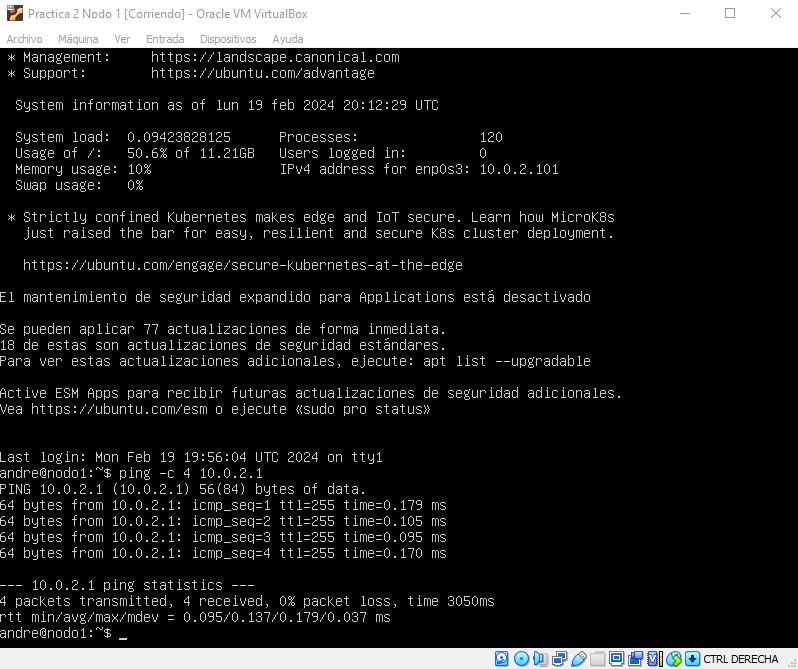 Practica 2 Nodo 1 [Corriendo] - Oracle VM VirtualBox
Archivo Máquina Ver Entrada Dispositivos Ayuda
* Management: https://landscape.canonical.com
* Support: https://ubuntu.com/advantage
System information as of lun 19 feb 2024 20:12:29 UTC
System load: 0.09423828125 Processes: 120
Usage of /: 50.6% of 11.21GB Users logged in: 0
Memory usage: 10% IPv4 address for enp0s3: 10.0.2.101
Swap usage: 0%
* Strictly confined Kubernetes makes edge and IoT secure. Learn how MicroK8s
just raised the bar for easy, resilient and secure K8s cluster deployment.
https://ubuntu.com/engage/secure-kubernetes-at-the-edge
El mantenimiento de seguridad expandido para Applications está desactivado
Se pueden aplicar 77 actualizaciones de forma inmediata.
18 de estas son actualizaciones de seguridad estándares.
Para ver estas actualizaciones adicionales, ejecute: apt list --upgradable
Active ESM Apps para recibir futuras actualizaciones de seguridad adicionales.
Vea https://ubuntu.com/esm o ejecute «sudo pro status»
Last login: Mon Feb 19 19:56:04 UTC 2024 on tty1
andre@nodo1:~$ ping -c 4 10.0.2.1
PING 10.0.2.1 (10.0.2.1) 56(84) bytes of data.
64 bytes from 10.0.2.1: icmp_seq=1 ttl=255 time=0.179 ms
64 bytes from 10.0.2.1: icmp_seq=2 ttl=255 time=0.105 ms
64 bytes from 10.0.2.1: icmp_seq=3 ttl=255 time=0.095 ms
64 bytes from 10.0.2.1: icmp_seq=4 ttl=255 time=0.170 ms
--- 10.0.2.1 ping statistics ---
4 packets transmitted, 4 received, 0% packet loss, time 3050ms
rtt min/avg/max/mdev = 0.095/0.137/0.179/0.037 ms
andre@nodo1:~$ _
CTRL DERECHA